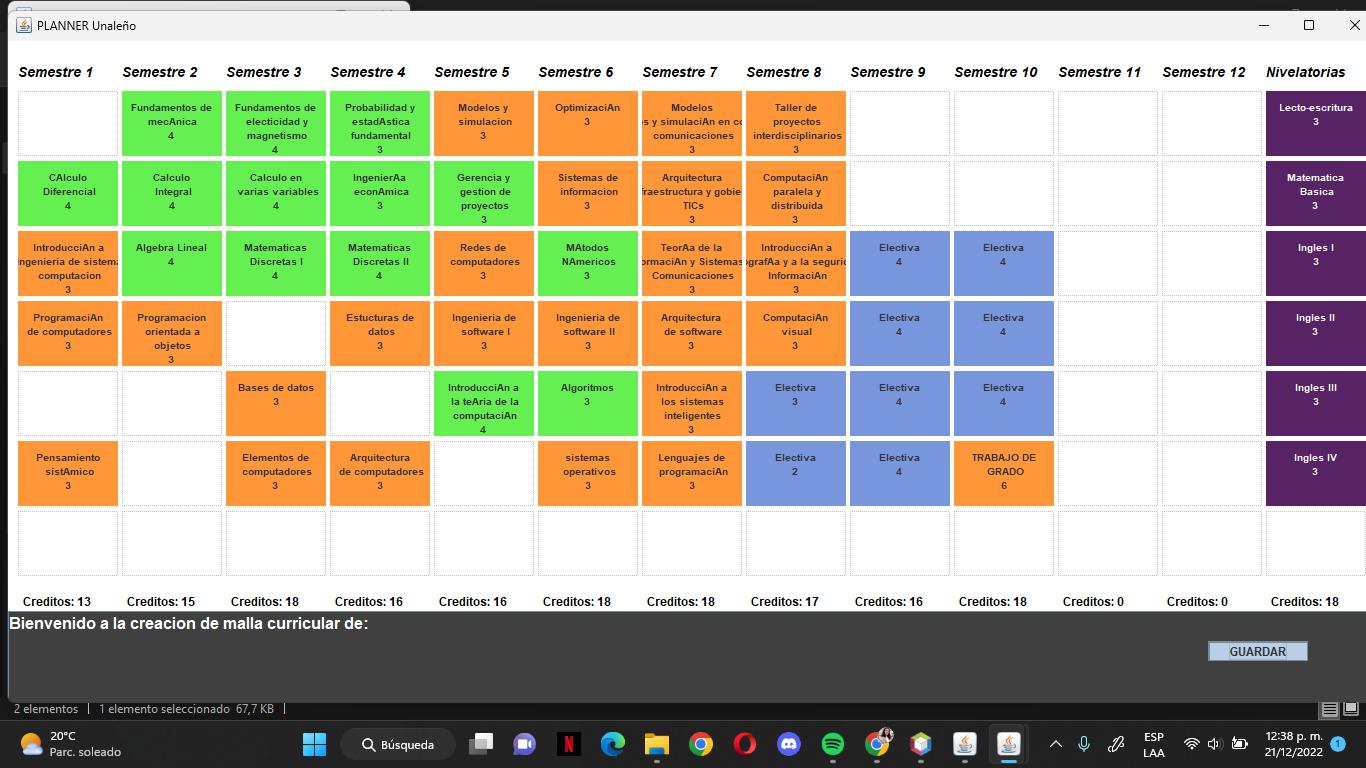 PLANNER Unaleño
Semestre 1
Semestre 2
Semestre 3
Semestre 4
Semestre 5
Semestre 6
Semestre 7
Semestre 8
Semestre 9
Semestre 10
Semestre 11
Semestre 12
Nivelatorias
Fundamentos de
mecAnica
4
Fundamentos de
electicidad y
magnetismo
4
Probabilidad y
estadAstica
fundamental
3
Modelos y
simulacion
3
OptimizaciAn
3
Modelos
s y simulaciAn en co
comunicaciones
3
Taller de
proyectos
interdisciplinarios
3
Lecto-escritura
3
CAlculo
Diferencial
4
Calculo
Integral
4
Calculo en
varias variables
4
IngenierAa
econAmica
3
Gerencia y
gestion de
proyectos
3
Sistemas de
informacion
3
Arquitectura
fraestructura y gobie
TICs
3
ComputaciAn
paralela y
distribuida
3
Matematica
Basica
3
IntroducciAn a
ngenieria de sistema
computacion
3
Algebra Lineal
4
Matematicas
Discretas I
4
Matematicas
Discretas II
4
Redes de
computadores
3
MAtodos
NAmericos
3
TeorAa de la
ormaciAn y Sistemas
Comunicaciones
3
IntroducciAn a
ografAa y a la segurid
InformaciAn
3
Electiva
4
Electiva
4
Ingles I
3
ProgramaciAn
de computadores
3
Programacion
orientada a
objetos
3
Estucturas de
datos
3
Ingenieria de
software I
3
Ingenieria de
software II
3
Arquitectura
de software
3
ComputaciAn
visual
3
Electiva
4
Electiva
4
Ingles II
3
Bases de datos
3
IntroducciAn a
la teAria de la
computaciAn
4
Algoritmos
3
IntroducciAn a
los sistemas
inteligentes
3
Electiva
3
Electiva
4
Electiva
4
Ingles III
3
Pensamiento
sistAmico
3
Elementos de
computadores
3
Arquitectura
de computadores
3
sistemas
operativos
3
Lenguajes de
programaciAn
3
Electiva
2
Electiva
4
TRABAJO DE
GRADO
6
Ingles IV
3
Creditos: 13
Creditos: 15
Creditos: 18
Creditos: 16
Creditos: 16
Creditos: 18
Creditos: 18
Creditos: 17
Creditos: 16
Creditos: 18
Creditos: 0
Creditos: 0
Creditos: 18
Bienvenido a la creacion de malla curricular de:
GUARDAR
2 elementos
1 elemento seleccionado 67,7 KB
20°C
Parc. soleado
Búsqueda
ESP
LAA
12:38 p. m.
21/12/2022
1